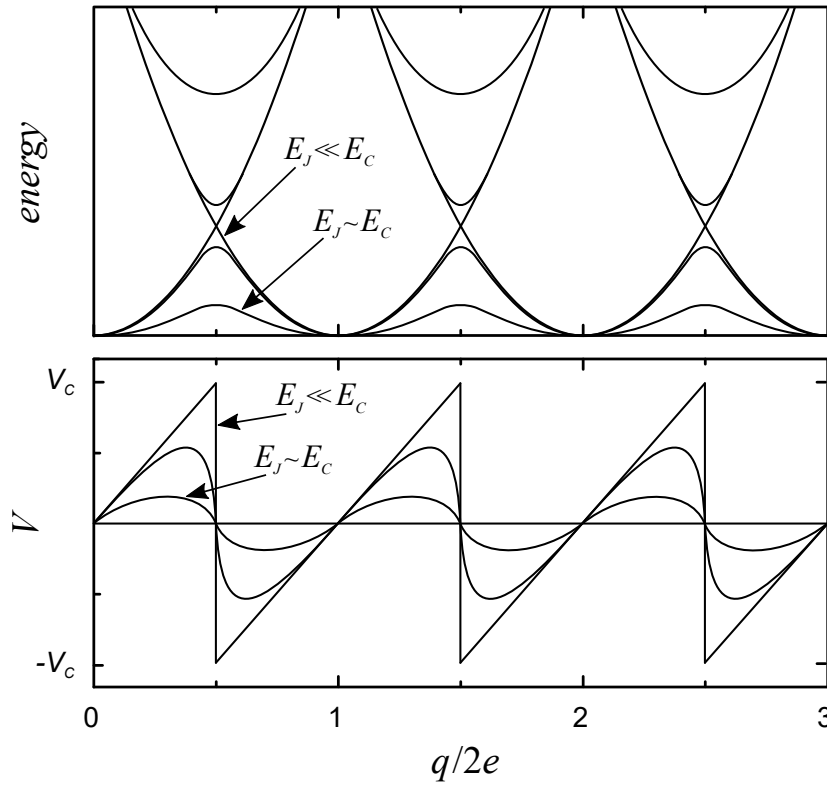 energy
E_J≪E_C
E_J~E_C
V_c
E_J≪E_C
E_J~E_C
V
-V_c
0 1 2 3
q/2e